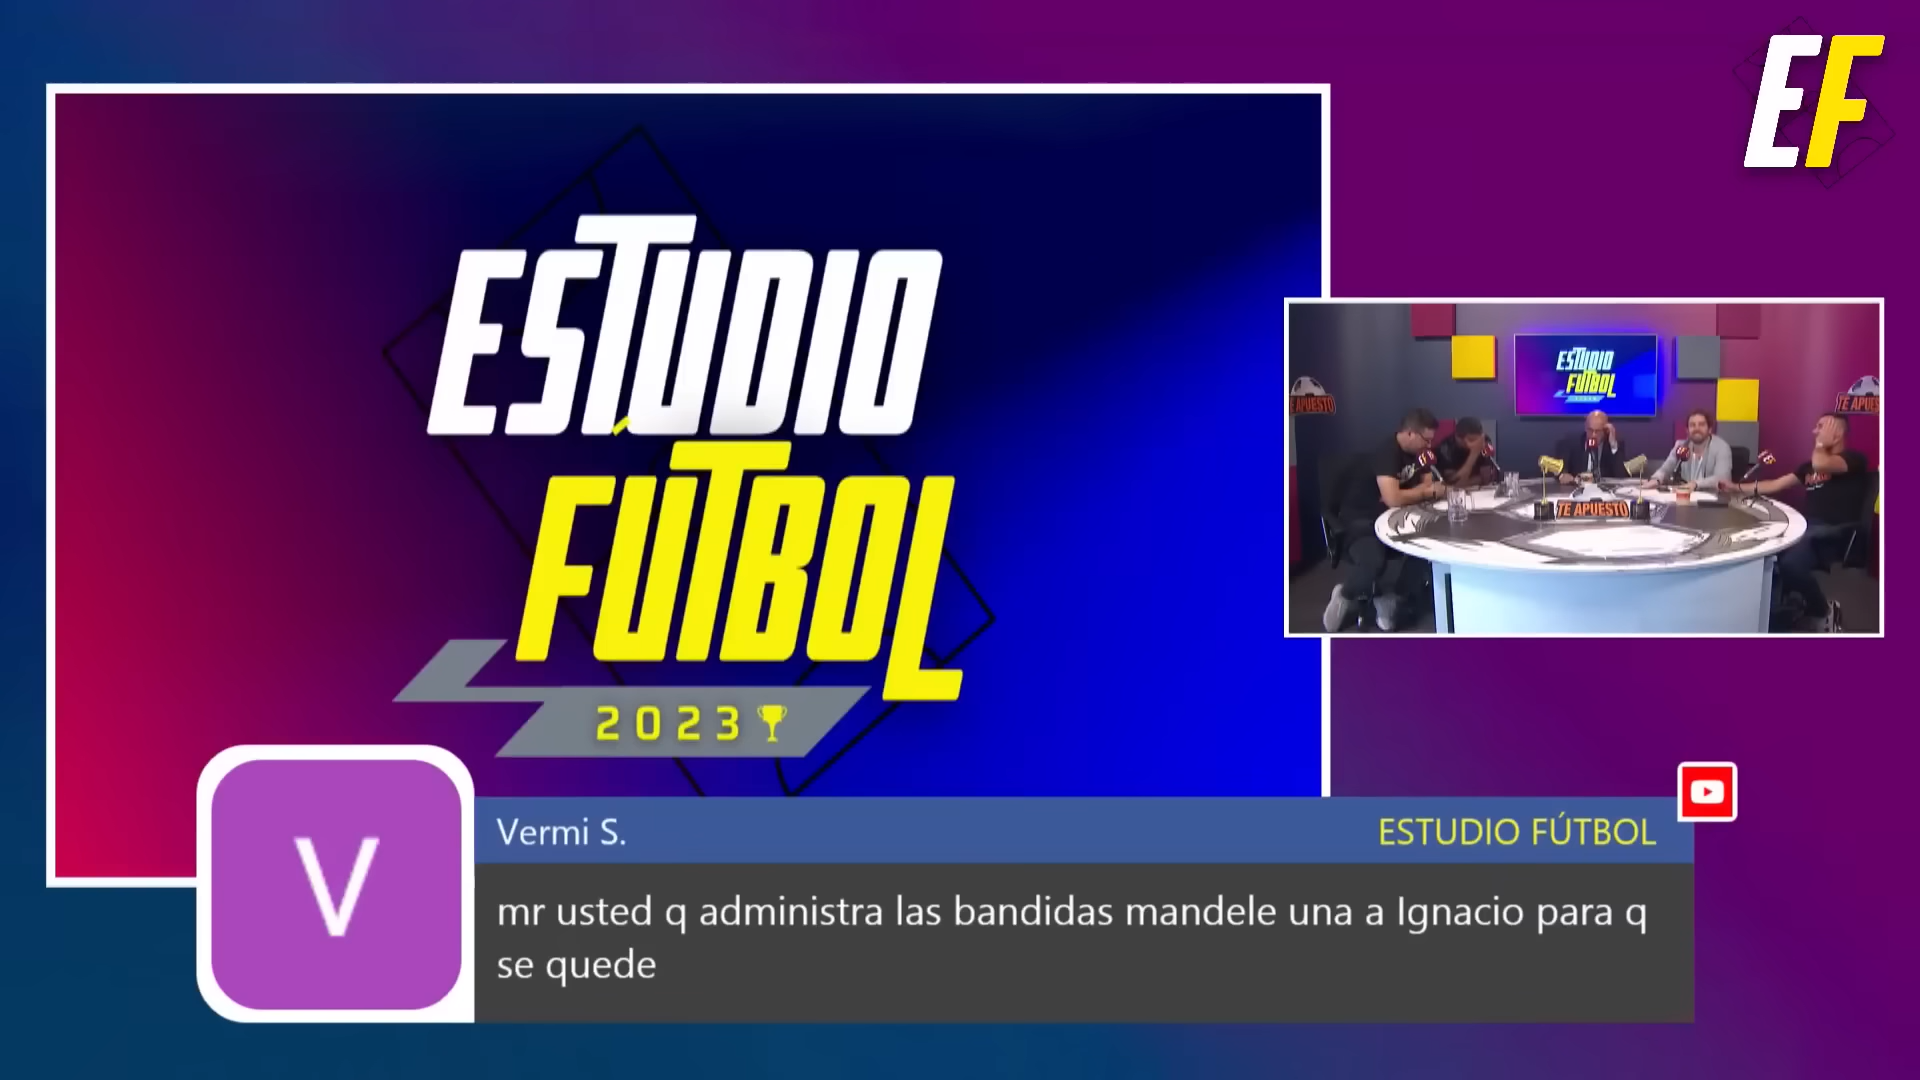 EF
ESTUDIO
FÚTBOL
2023
ESTUDIO
FÚTBOL
TE APUESTO
TE APUES
TE APUESTO
Vermi S.
ESTUDIO FÚTBOL
mr usted q administra las bandidas mandele una a Ignacio para q
se quede
V